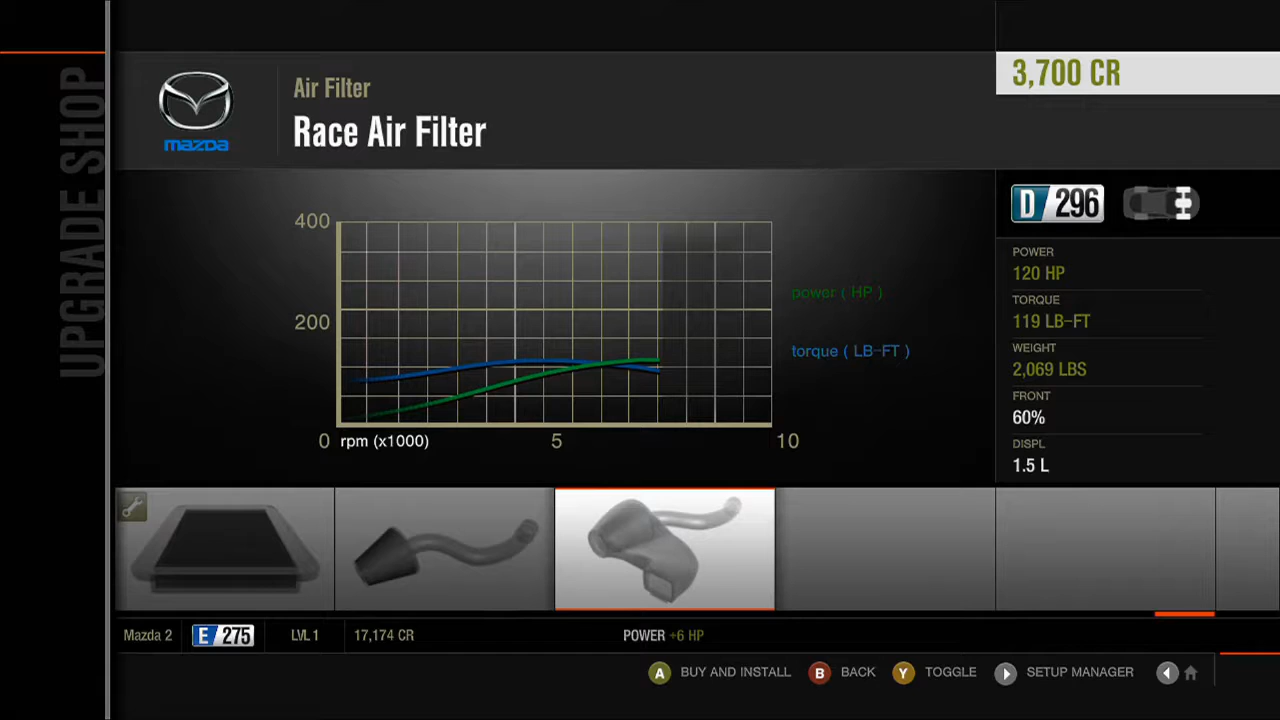 UPGRADE SHOP
mazda
Air Filter
Race Air Filter
3,700 CR
D 296
POWER
120 HP
TORQUE
119 LB-FT
WEIGHT
2,069 LBS
FRONT
60%
DISPL
1.5 L
400
200
0
rpm (x1000)
5
10
power ( HP )
torque ( LB-FT )
Mazda 2
E 275
LVL 1
17,174 CR
POWER +6 HP
A BUY AND INSTALL
B BACK
Y TOGGLE
SETUP MANAGER